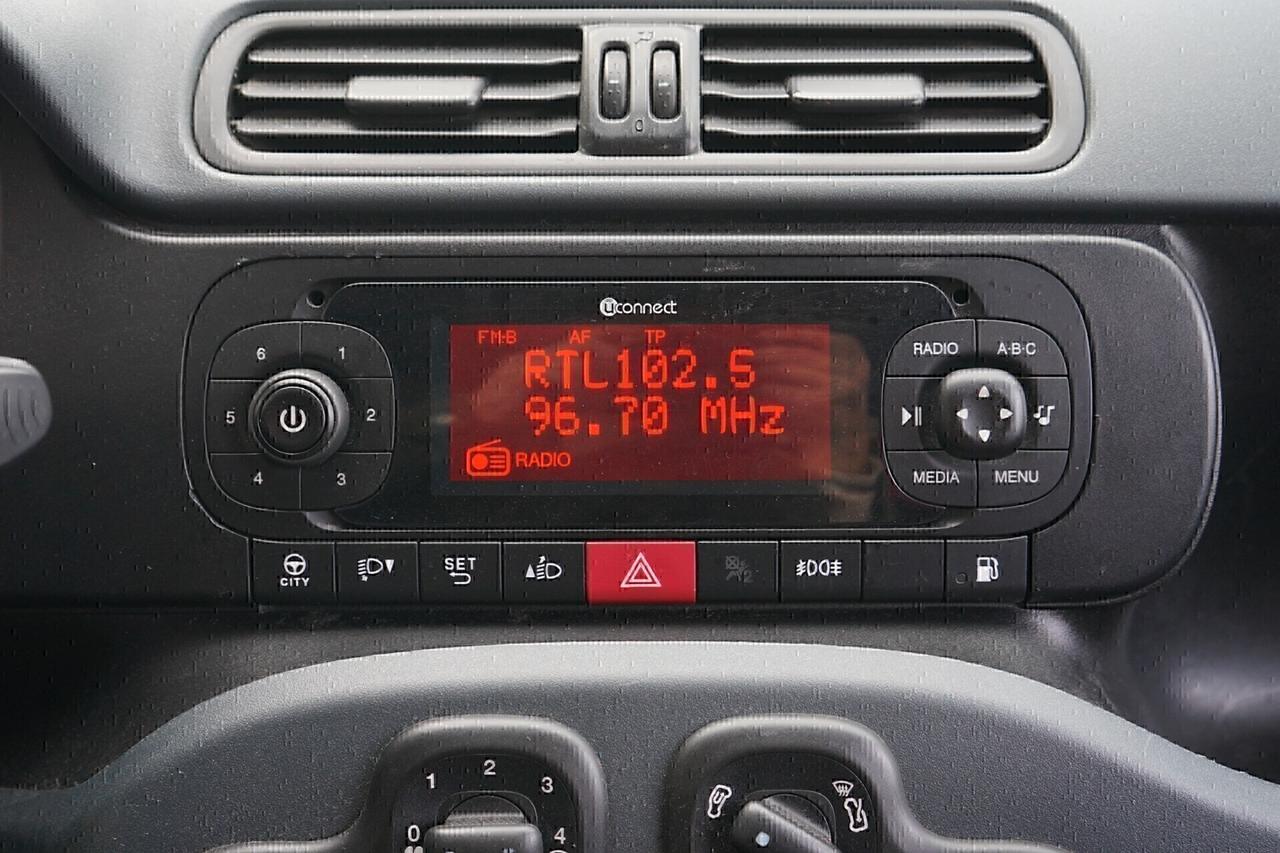 uconnect
FM:B AF TP
RTL102.5
96.70 MHz
RADIO
6 1
5 2
4 3
RADIO A·B·C
MEDIA MENU
CITY
SET
1 2 3
0 4